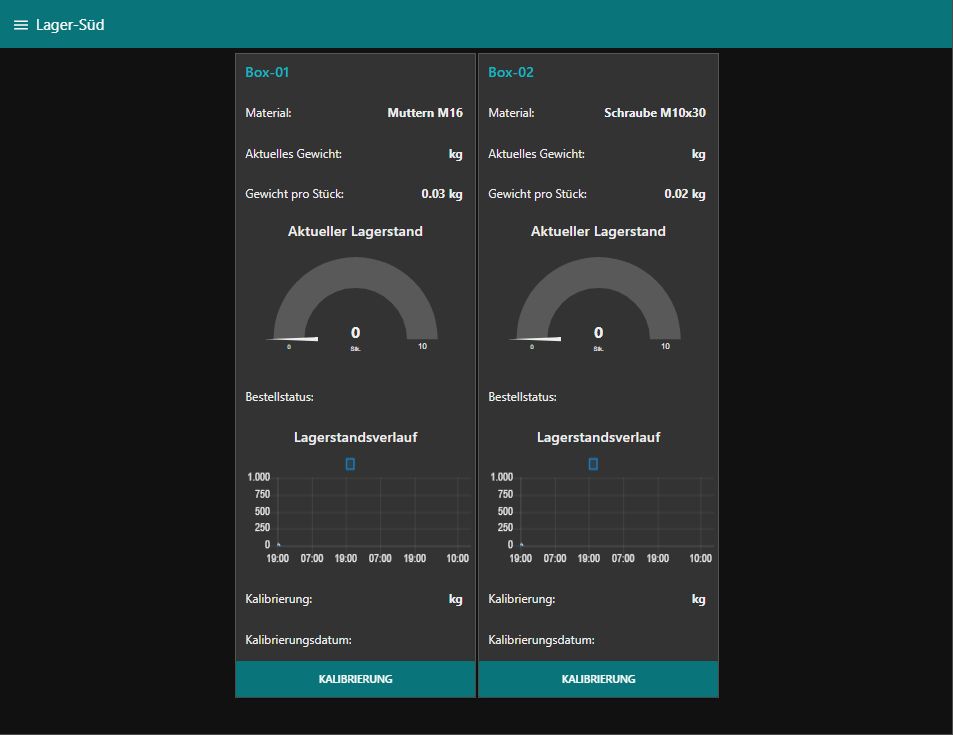 Lager-Süd
Box-01
Material: Muttern M16
Aktuelles Gewicht: kg
Gewicht pro Stück: 0.03 kg
Aktueller Lagerstand
0
0 Stk. 10
Bestellstatus:
Lagerstandsverlauf
1.000
750
500
250
0
19:00 07:00 19:00 07:00 19:00 10:00
Kalibrierung: kg
Kalibrierungsdatum:
KALIBRIERUNG
Box-02
Material: Schraube M10x30
Aktuelles Gewicht: kg
Gewicht pro Stück: 0.02 kg
Aktueller Lagerstand
0
0 Stk. 10
Bestellstatus:
Lagerstandsverlauf
1.000
750
500
250
0
19:00 07:00 19:00 07:00 19:00 10:00
Kalibrierung: kg
Kalibrierungsdatum:
KALIBRIERUNG